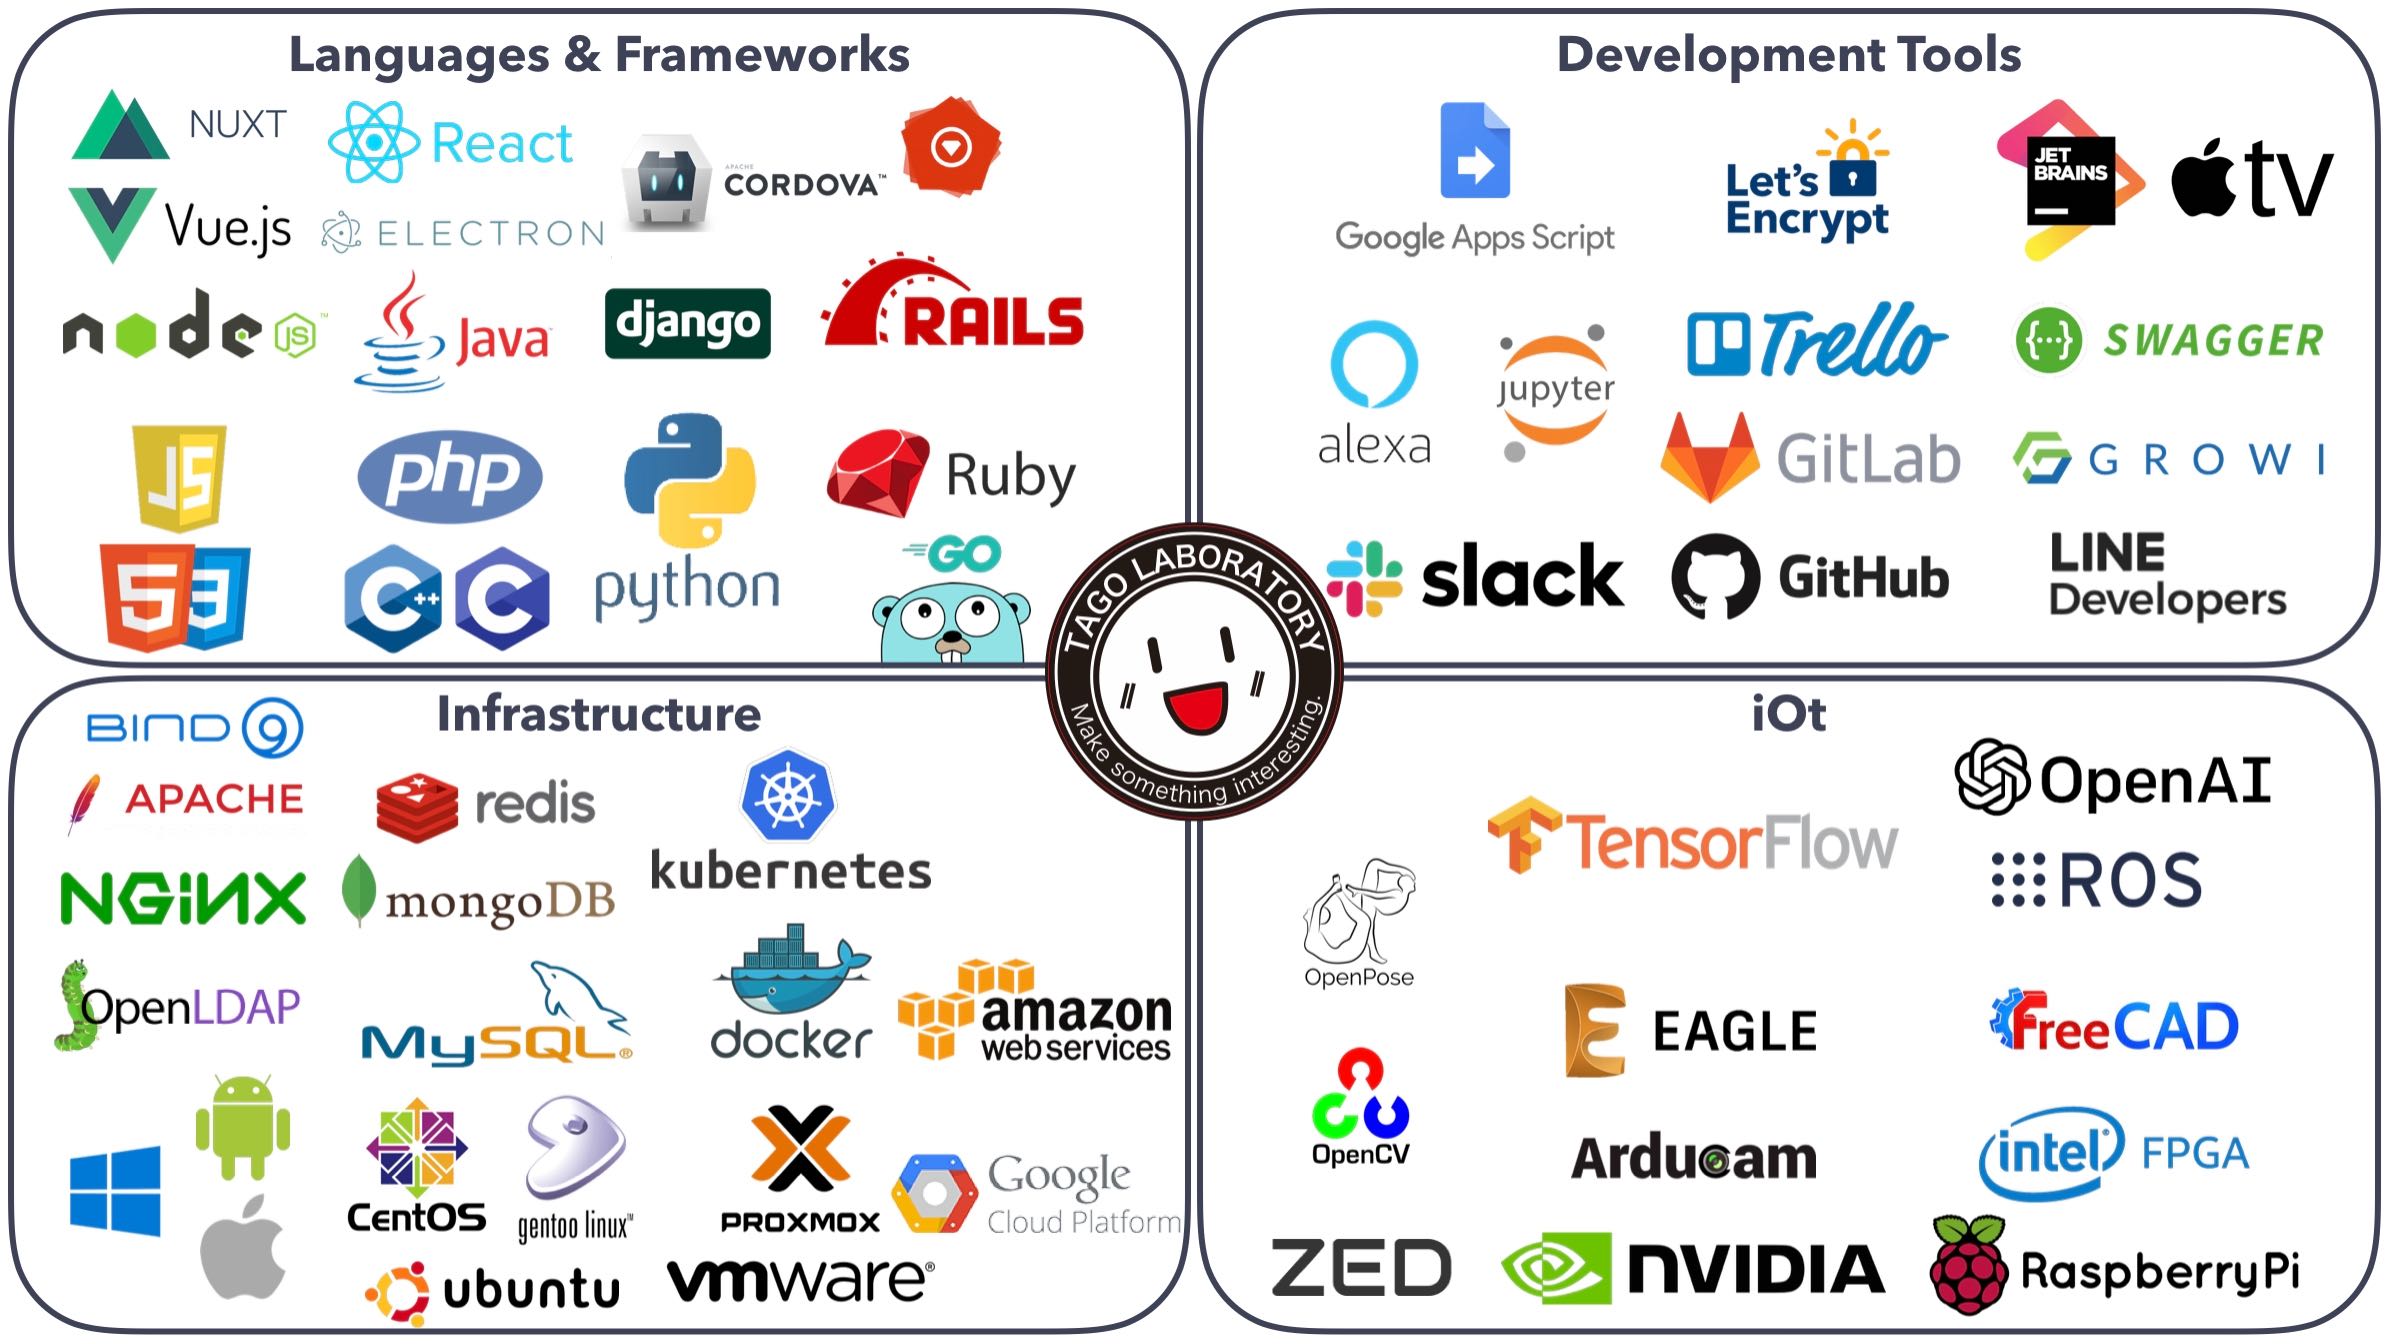 Languages & Frameworks
NUXT
React
APACHE
CORDOVA™
Vue.js
ELECTRON
node
JS
™
Java
django
RAILS
JS
php
Ruby
5
3
C++
C
python
GO
Development Tools
Google Apps Script
Let's
Encrypt
JET
BRAINS
tv
alexa
jupyter
Trello
{...}
SWAGGER
GitLab
GROWI
slack
GitHub
LINE
Developers
TAGO LABORATORY
Make something interesting.
Infrastructure
BIND 9
APACHE
redis
kubernetes
NGINX
mongoDB
OpenLDAP
MySQL®
docker
amazon
web services
CentOS
gentoo linux™
PROXMOX
Google
Cloud Platform
ubuntu
vmware®
iOt
OpenAI
TensorFlow
ROS
OpenPose
E
EAGLE
FreeCAD
OpenCV
Arducam
intel® FPGA
ZED
NVIDIA
RaspberryPi